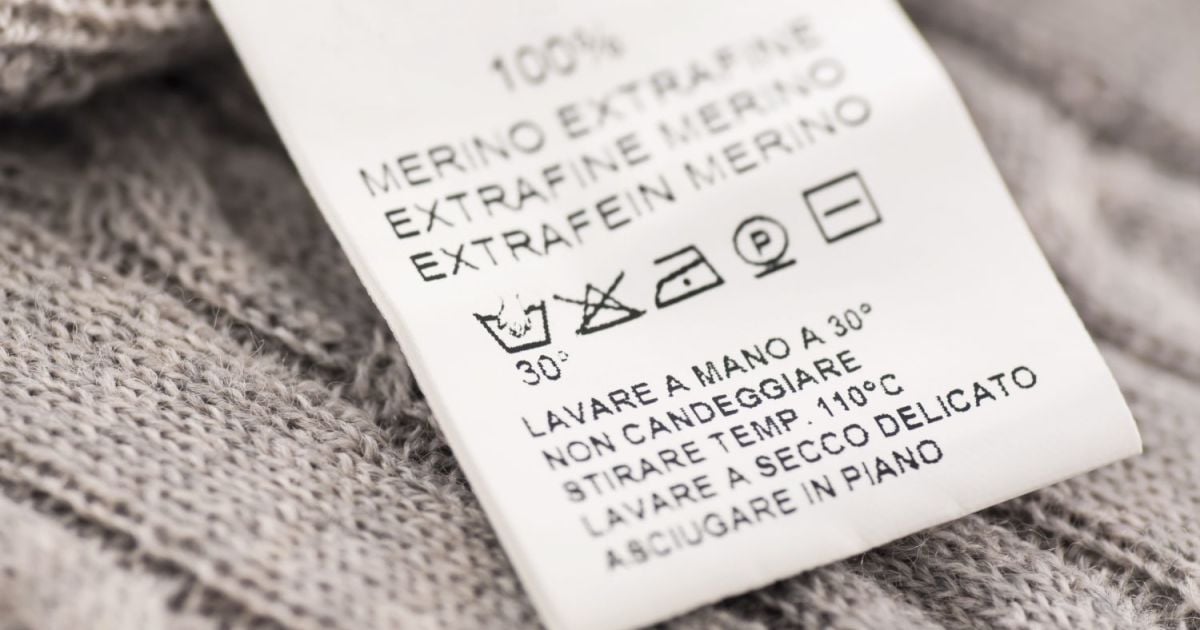 100%
MERINO EXTRAFINE
EXTRAFINE MERINO
EXTRAFEIN MERINO
P
30°
LAVARE A MANO A 30°
NON CANDEGGIARE
STIRARE TEMP. 110°C
LAVARE A SECCO DELICATO
ASCIUGARE IN PIANO